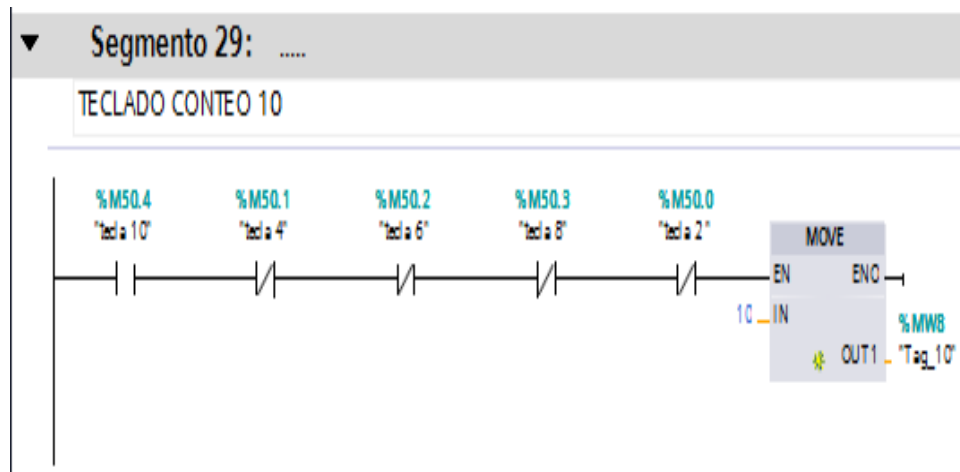 Segmento 29: .....
TECLADO CONTEO 10
%M50.4 %M50.1 %M50.2 %M50.3 %M50.0
"tecla 10" "tecla 4" "tecla 6" "tecla 8" "tecla 2"
MOVE
EN ENO
10 IN
%MW8
OUT1 "Tag_10"